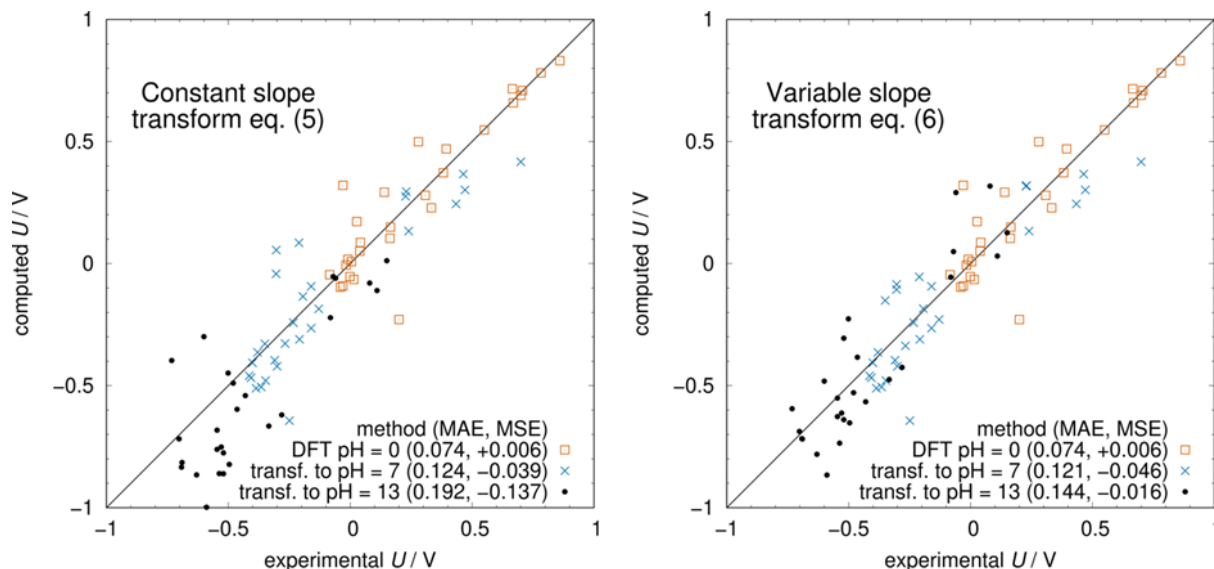 Constant slope
transform eq. (5)
computed U / V
1
0.5
0
−0.5
−1
method (MAE, MSE)
DFT pH = 0 (0.074, +0.006)
transf. to pH = 7 (0.124, −0.039)
transf. to pH = 13 (0.192, −0.137)
−1
−0.5
0
0.5
1
experimental U / V
Variable slope
transform eq. (6)
computed U / V
1
0.5
0
−0.5
−1
method (MAE, MSE)
DFT pH = 0 (0.074, +0.006)
transf. to pH = 7 (0.121, −0.046)
transf. to pH = 13 (0.144, −0.016)
−1
−0.5
0
0.5
1
experimental U / V